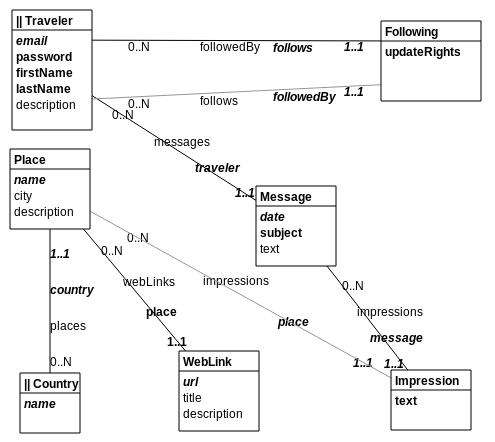 || Traveler
email
password
firstName
lastName
description
Following
updateRights
0..N
followedBy
follows
1..1
0..N
follows
followedBy
1..1
0..N
messages
traveler
1..1
Place
name
city
description
Message
date
subject
text
1..1
country
places
0..N
0..N
webLinks
place
1..1
0..N
impressions
place
1..1
0..N
impressions
message
1..1
|| Country
name
WebLink
url
title
description
Impression
text